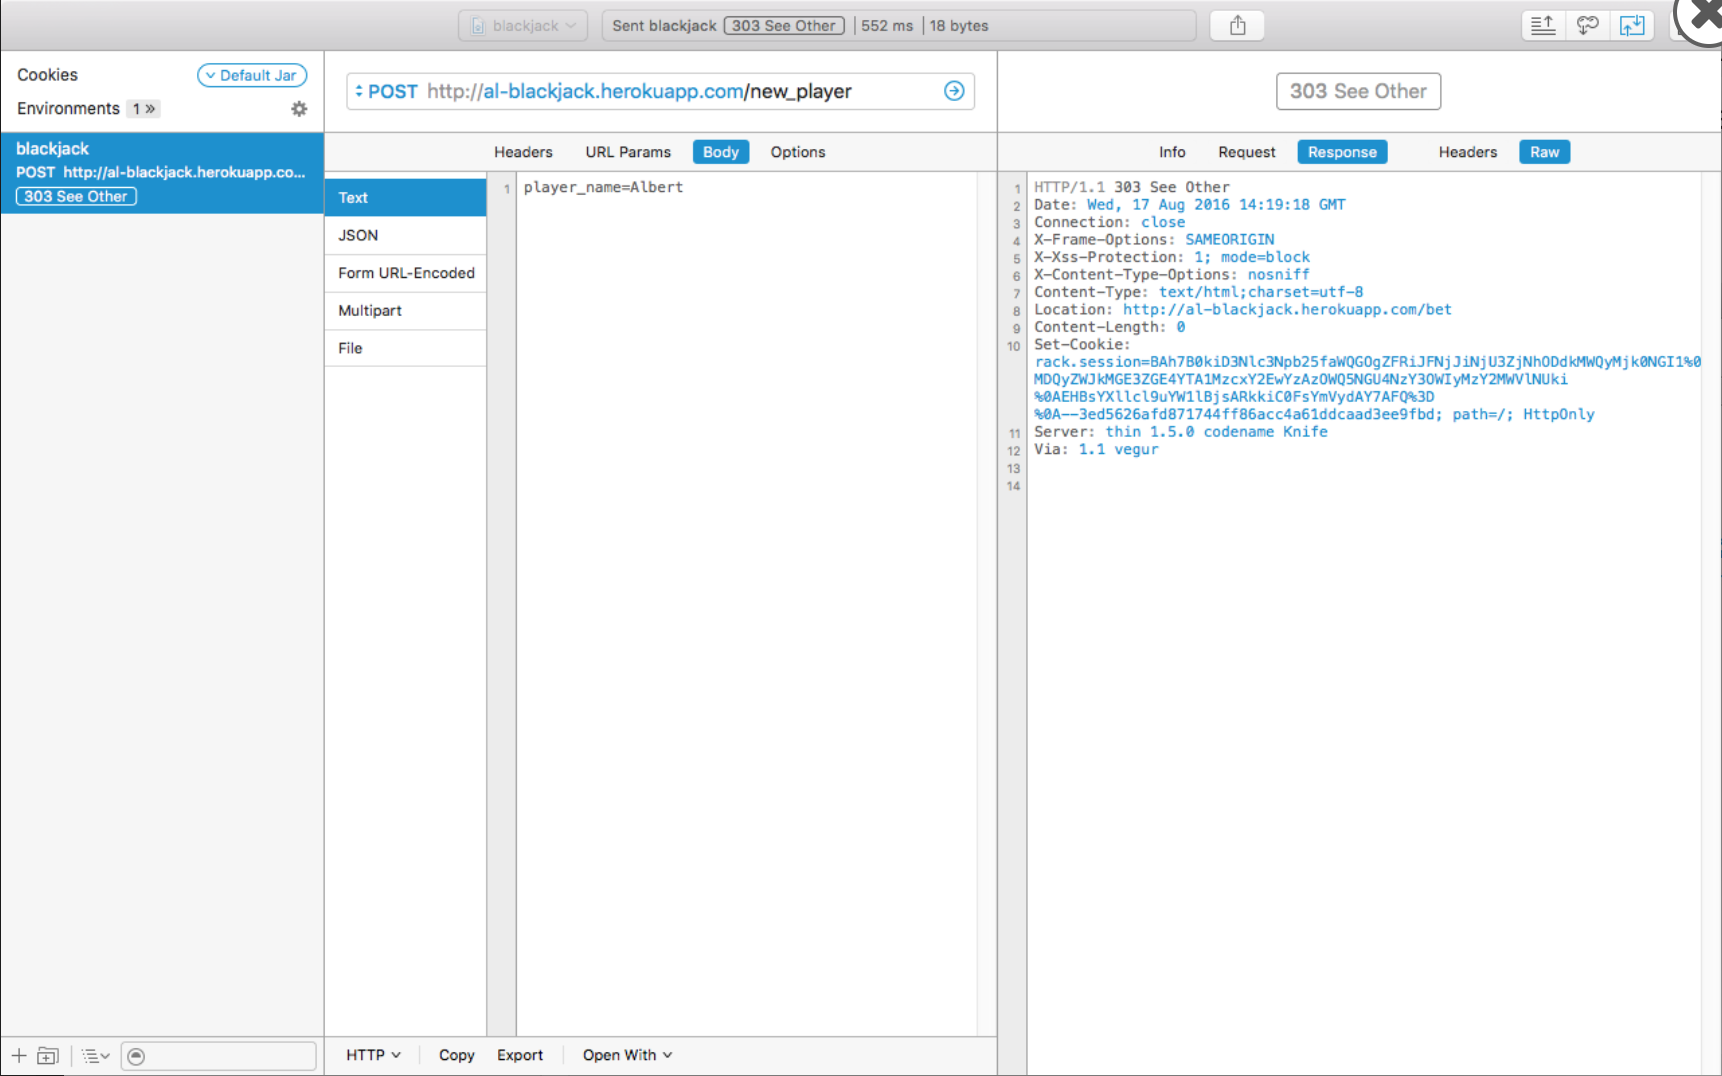 blackjack
Sent blackjack 303 See Other 552 ms 18 bytes
Cookies
Default Jar
Environments 1 »
blackjack
POST http://al-blackjack.herokuapp.co...
303 See Other
POST http://al-blackjack.herokuapp.com/new_player
Headers URL Params Body Options
Text
JSON
Form URL-Encoded
Multipart
File
1 player_name=Albert
HTTP Copy Export Open With
303 See Other
Info Request Response Headers Raw
1 HTTP/1.1 303 See Other
2 Date: Wed, 17 Aug 2016 14:19:18 GMT
3 Connection: close
4 X-Frame-Options: SAMEORIGIN
5 X-Xss-Protection: 1; mode=block
6 X-Content-Type-Options: nosniff
7 Content-Type: text/html;charset=utf-8
8 Location: http://al-blackjack.herokuapp.com/bet
9 Content-Length: 0
10 Set-Cookie:
rack.session=BAh7B0kiD3Nlc3Npb25faWQGOgZFRiJFNjJiNjU3ZjNhODdkMWQyMjk0NGI1%0
MDQyZWJkMGE3ZGE4YTA1MzcxY2EwYzAzOWQ5NGU4NzY3OWIyMzY2MWVlNUki
%0AEHBsYXllcl9uYW1lBjsARkkiC0FsYmVydAY7AFQ%3D
%0A--3ed5626afd871744ff86acc4a61ddcaad3ee9fbd; path=/; HttpOnly
11 Server: thin 1.5.0 codename Knife
12 Via: 1.1 vegur
13
14